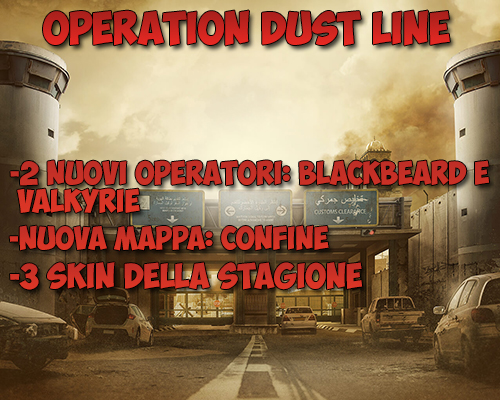 OPERATION DUST LINE
-2 NUOVI OPERATORI: BLACKBEARD E
VALKYRIE
CUSTOMS CLEARANCE
-NUOVA MAPPA: CONFINE
-3 SKIN DELLA STAGIONE